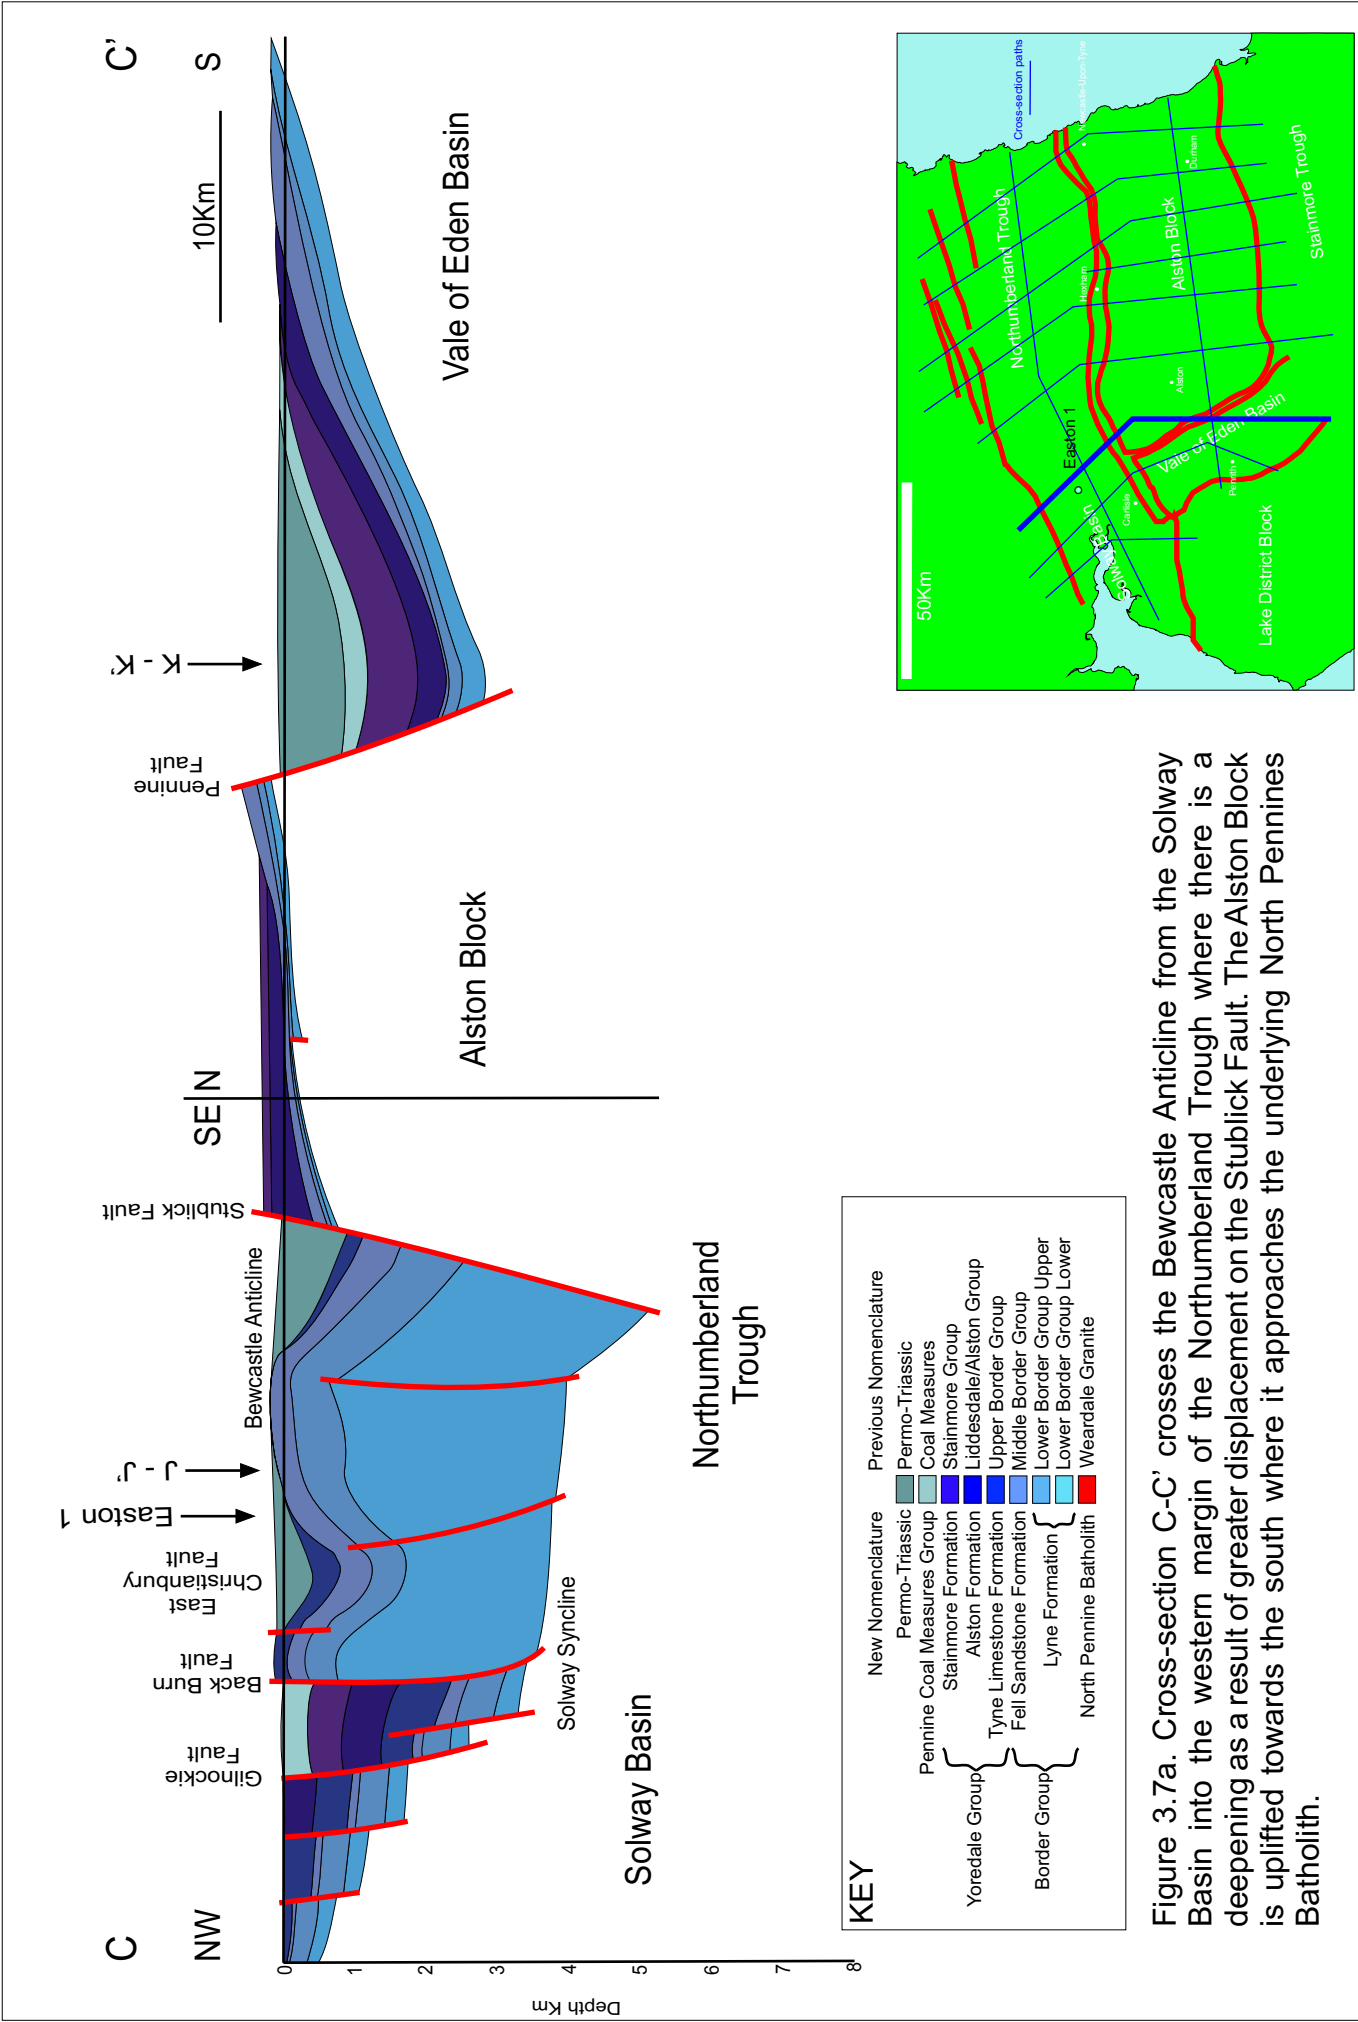 C
C'
NW
SE
N
S
10Km
Gilnockie
Fault
Back Burn
Fault
East
Christianbury
Fault
Easton 1
J - J'
Bewcastle Anticline
Stublick Fault
Pennine
Fault
K - K'
0
1
2
3
4
5
6
7
8
Depth Km
Solway Basin
Solway Syncline
Northumberland
Trough
Alston Block
Vale of Eden Basin
KEY
New Nomenclature
Previous Nomenclature
Permo-Triassic
Permo-Triassic
Pennine Coal Measures Group
Coal Measures
Stainmore Formation
Stainmore Group
Alston Formation
Liddesdale/Alston Group
Tyne Limestone Formation
Upper Border Group
Fell Sandstone Formation
Middle Border Group
Lyne Formation
Lower Border Group Upper
Lower Border Group Lower
North Pennine Batholith
Weardale Granite
Yoredale Group
Border Group
50Km
Cross-section paths
Newcastle-Upon-Tyne
Northumberland Trough
Durham
Hexham
Alston Block
Stainmore Trough
Easton 1
Alston
Vale of Eden Basin
Carlisle
Penrith
Solway Basin
Lake District Block
Figure 3.7a. Cross-section C-C' crosses the Bewcastle Anticline from the Solway
Basin into the western margin of the Northumberland Trough where there is a
deepening as a result of greater displacement on the Stublick Fault. The Alston Block
is uplifted towards the south where it approaches the underlying North Pennines
Batholith.